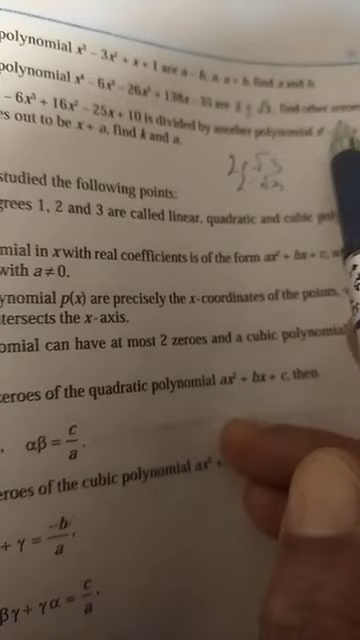 polynomial x³ – 3x² + x + 1 are a – b, a, a + b, find a and b.
polynomial x⁴ – 6x³ – 26x² + 138x – 35 are 2 ± √3, find other zeroes
– 6x³ + 16x² – 25x + 10 is divided by another polynomial x²
es out to be x + a, find k and a.
studied the following points:
grees 1, 2 and 3 are called linear, quadratic and cubic poly
mial in x with real coefficients is of the form ax² + bx + c, w
with a ≠ 0.
ynomial p(x) are precisely the x-coordinates of the points,
tersects the x-axis.
omial can have at most 2 zeroes and a cubic polynomial
zeroes of the quadratic polynomial ax² + bx + c, then
αβ = c/a.
eroes of the cubic polynomial ax³ +
+ γ = –b/a,
βγ + γα = c/a,